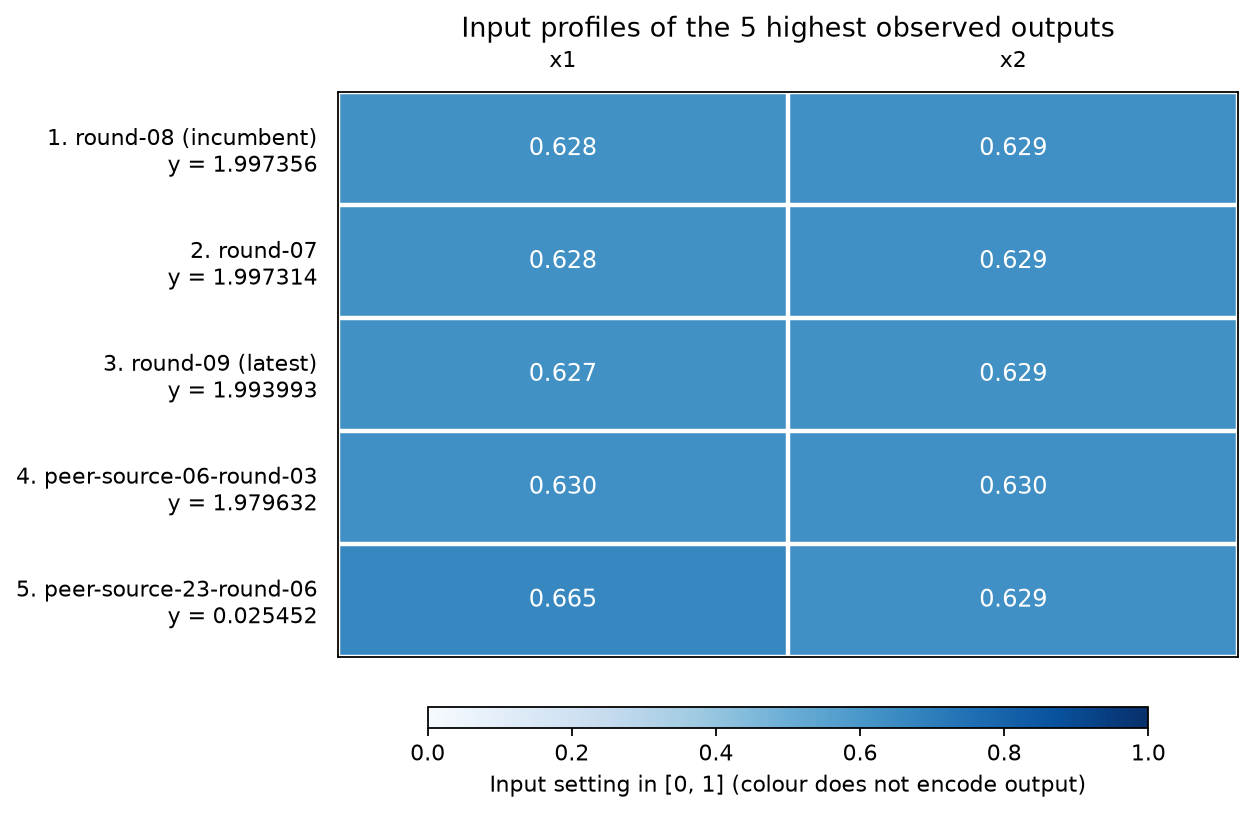 Input profiles of the 5 highest observed outputs
x1 x2
1. round-08 (incumbent)
y = 1.997356
0.628 0.629
2. round-07
y = 1.997314
0.628 0.629
3. round-09 (latest)
y = 1.993993
0.627 0.629
4. peer-source-06-round-03
y = 1.979632
0.630 0.630
5. peer-source-23-round-06
y = 0.025452
0.665 0.629
0.0 0.2 0.4 0.6 0.8 1.0
Input setting in [0, 1] (colour does not encode output)